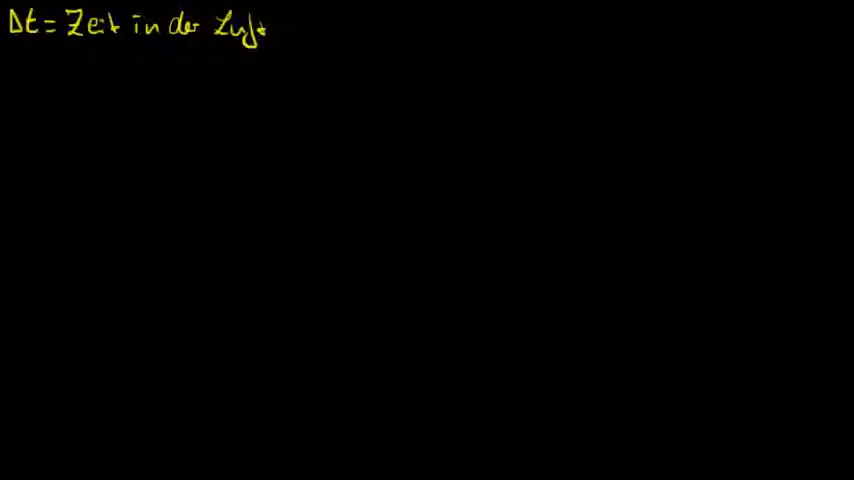 Δt = Zeit in der Luft